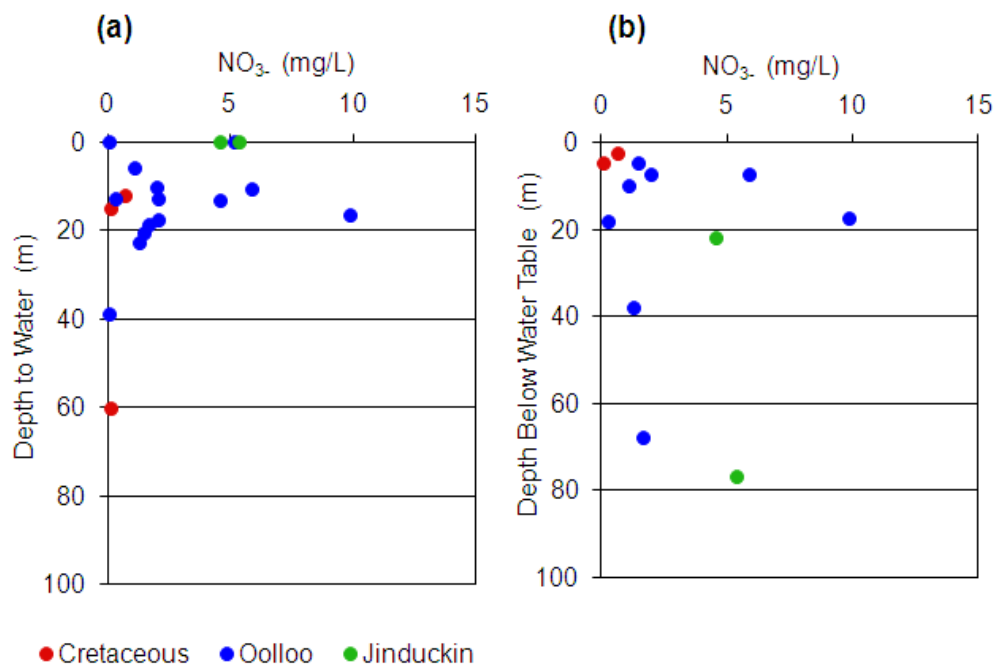 (a)
NO3- (mg/L)
0 5 10 15
0
20
40
60
80
100
Depth to Water (m)
(b)
NO3- (mg/L)
0 5 10 15
0
20
40
60
80
100
Depth Below Water Table (m)
Cretaceous Oolloo Jinduckin